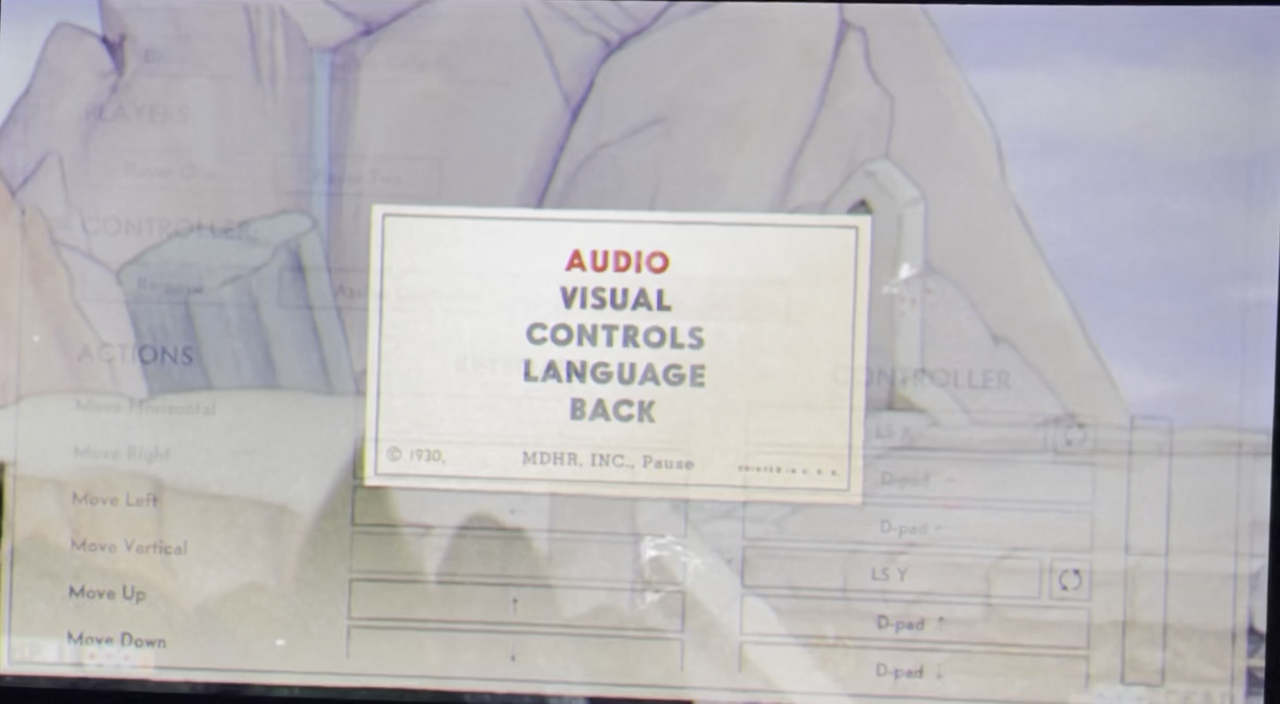 PLAYERS
CONTROLLER
AUDIO
VISUAL
CONTROLS
LANGUAGE
BACK
© 1930, MDHR, INC., Pause
ACTIONS
CONTROLLER
Move Horizontal
Move Right
D-pad
Move Left
D-pad
Move Vertical
LS Y
Move Up ↑
D-pad ↑
Move Down
D-pad ↓